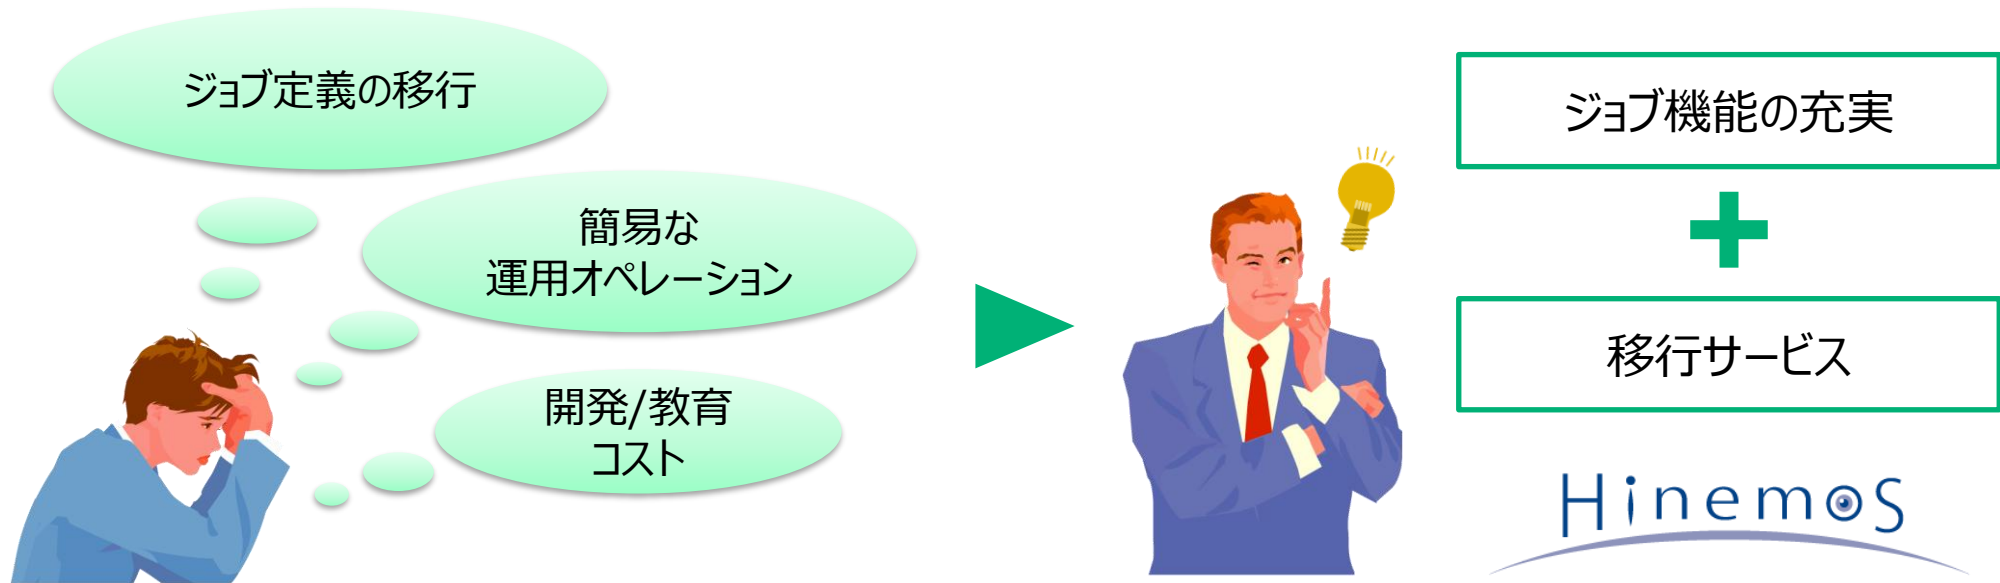 ジョブ定義の移行
簡易な
運用オペレーション
開発/教育
コスト
ジョブ機能の充実
移行サービス
Hinemos